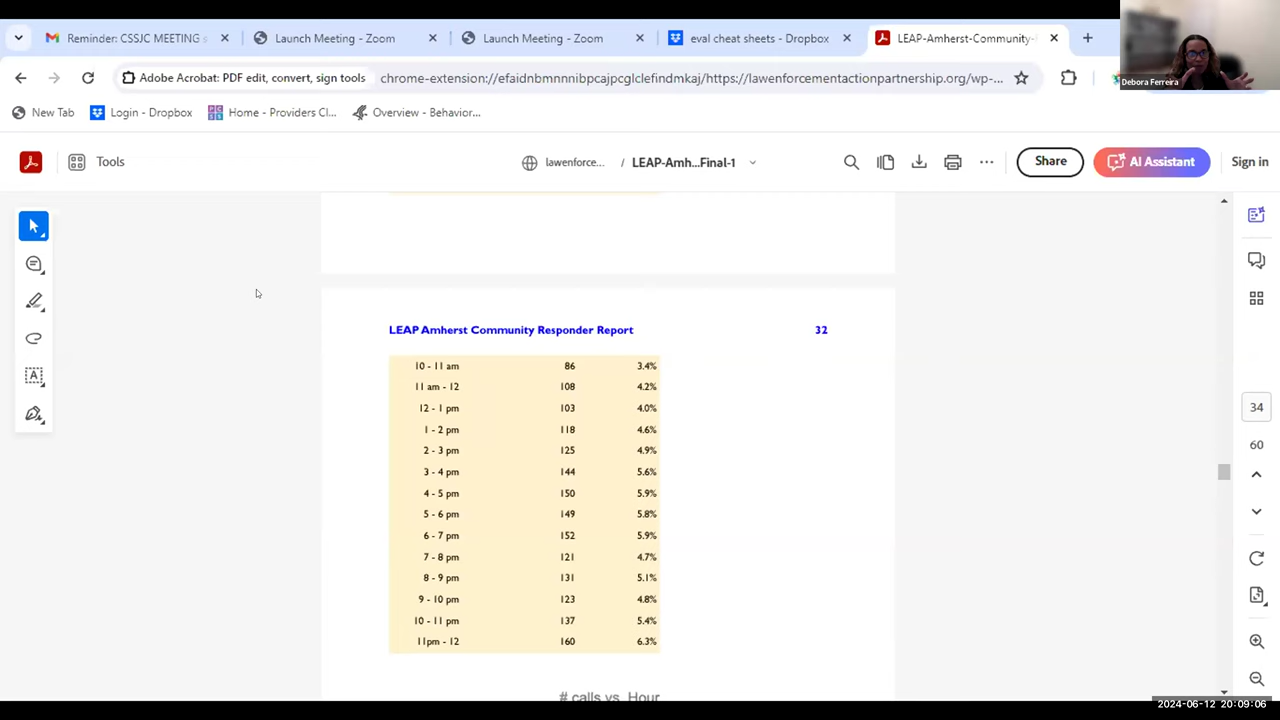 Reminder: CSSJC MEETING s
Launch Meeting - Zoom
Launch Meeting - Zoom
eval cheat sheets - Dropbox
LEAP-Amherst-Community-
Adobe Acrobat: PDF edit, convert, sign tools
chrome-extension://efaidnbmnnnibpcajpcglclefindmkaj/https://lawenforcementactionpartnership.org/wp-...
Debora Ferreira
New Tab
Login - Dropbox
Home - Providers Cl...
Overview - Behavior...
Tools
lawenforce...
/ LEAP-Amh...Final-1
Share
AI Assistant
Sign in
LEAP Amherst Community Responder Report 32
10 - 11 am 86 3.4%
11 am - 12 108 4.2%
12 - 1 pm 103 4.0%
1 - 2 pm 118 4.6%
2 - 3 pm 125 4.9%
3 - 4 pm 144 5.6%
4 - 5 pm 150 5.9%
5 - 6 pm 149 5.8%
6 - 7 pm 152 5.9%
7 - 8 pm 121 4.7%
8 - 9 pm 131 5.1%
9 - 10 pm 123 4.8%
10 - 11 pm 137 5.4%
11pm - 12 160 6.3%
# calls vs. Hour
34
60
2024-06-12 20:09:06